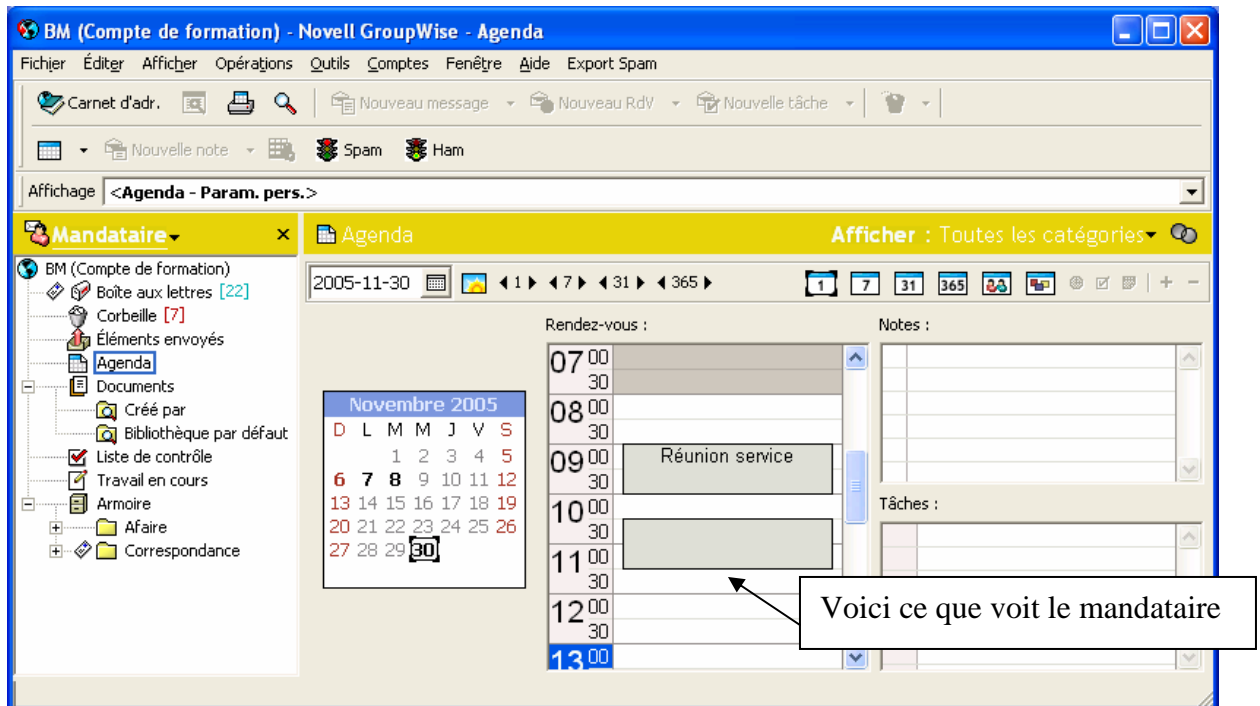 BM (Compte de formation) - Novell GroupWise - Agenda
Fichier Éditer Afficher Opérations Outils Comptes Fenêtre Aide Export Spam
Carnet d'adr. Nouveau message Nouveau RdV Nouvelle tâche
Nouvelle note Spam Ham
Affichage <Agenda - Param. pers.>
Mandataire
Agenda
Afficher : Toutes les catégories
BM (Compte de formation)
Boîte aux lettres [22]
Corbeille [7]
Éléments envoyés
Agenda
Documents
Créé par
Bibliothèque par défaut
Liste de contrôle
Travail en cours
Armoire
Afaire
Correspondance
2005-11-30 1 7 31 365
1 7 31 365
Novembre 2005
D L M M J V S
1 2 3 4 5
6 7 8 9 10 11 12
13 14 15 16 17 18 19
20 21 22 23 24 25 26
27 28 29 30
Rendez-vous :
07 00
30
08 00
30
09 00 Réunion service
30
10 00
30
11 00
30
12 00
30
13 00
Notes :
Tâches :
Voici ce que voit le mandataire